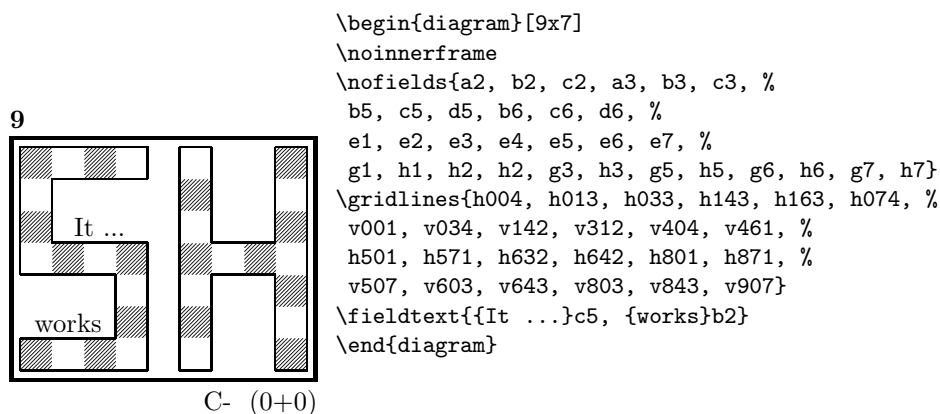 9
It ...
works
C-  (0+0)
\begin{diagram}[9x7]
\noinnerframe
\nofields{a2, b2, c2, a3, b3, c3, %
 b5, c5, d5, b6, c6, d6, %
 e1, e2, e3, e4, e5, e6, e7, %
 g1, h1, h2, h2, g3, h3, g5, h5, g6, h6, g7, h7}
\gridlines{h004, h013, h033, h143, h163, h074, %
 v001, v034, v142, v312, v404, v461, %
 h501, h571, h632, h642, h801, h871, %
 v507, v603, v643, v803, v843, v907}
\fieldtext{{It ...}c5, {works}b2}
\end{diagram}